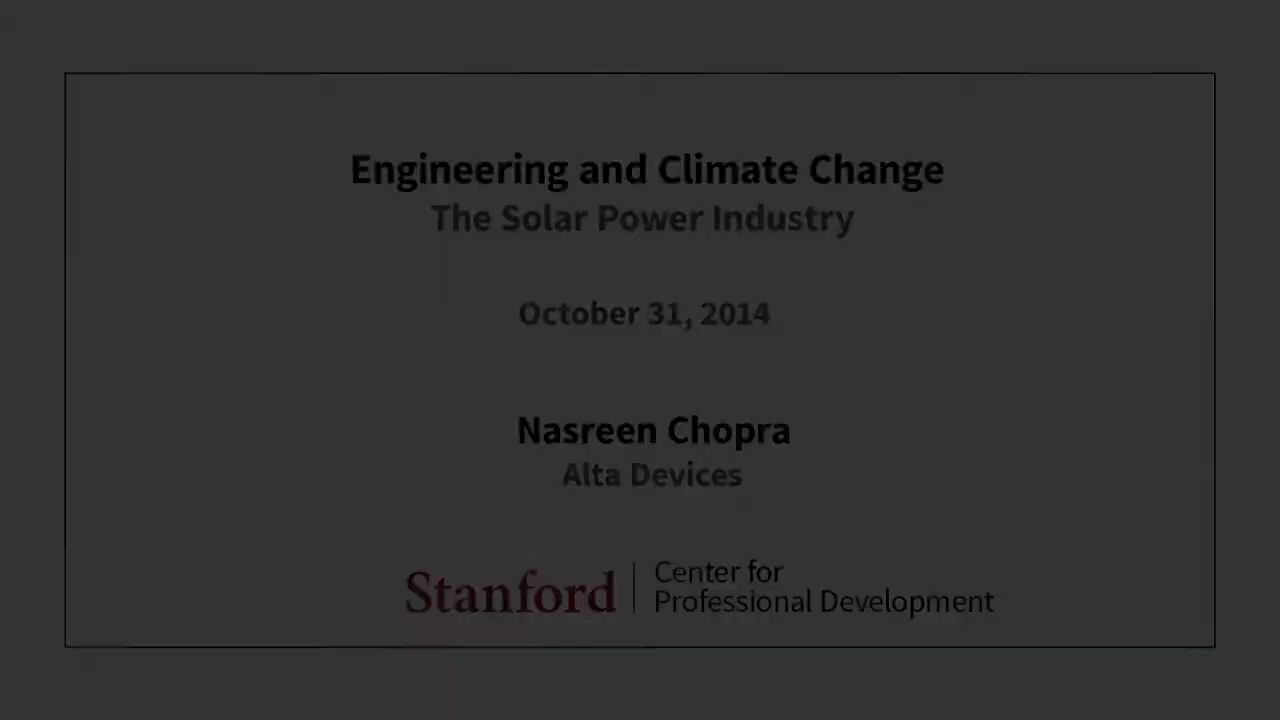 Engineering and Climate Change
The Solar Power Industry
October 31, 2014
Nasreen Chopra
Alta Devices
Stanford
Center for
Professional Development